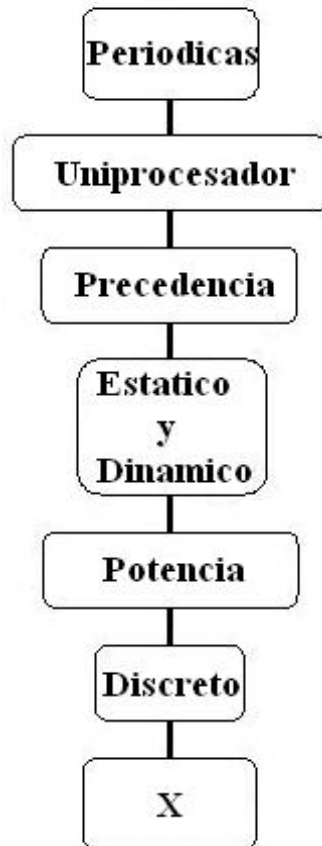 Periodicas
Uniprocesador
Precedencia
Estatico
y
Dinamico
Potencia
Discreto
X